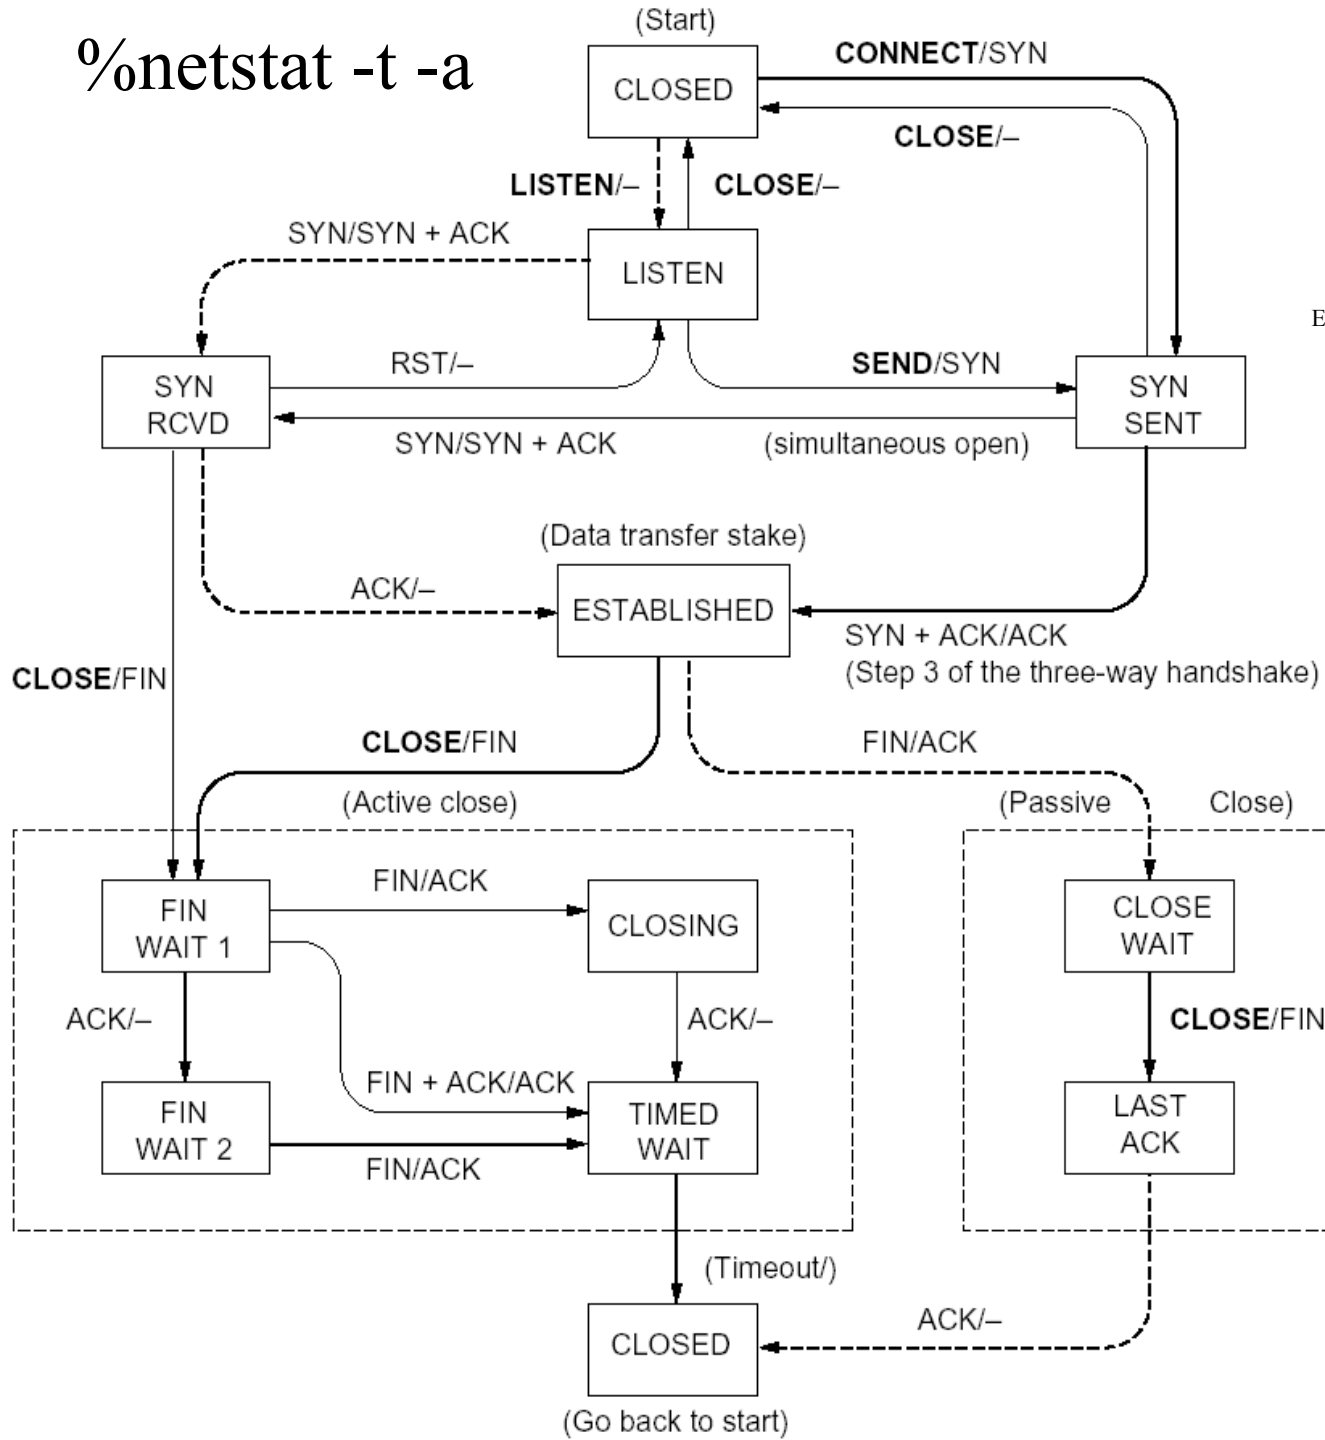 (Start)
%netstat -t -a
CONNECT/SYN
CLOSED
CLOSE/–
LISTEN/–
CLOSE/–
SYN/SYN + ACK
LISTEN
E
RST/–
SEND/SYN
SYN
RCVD
SYN
SENT
SYN/SYN + ACK
(simultaneous open)
(Data transfer stake)
ACK/–
ESTABLISHED
SYN + ACK/ACK
(Step 3 of the three-way handshake)
CLOSE/FIN
CLOSE/FIN
FIN/ACK
(Active close)
(Passive Close)
FIN/ACK
FIN
WAIT 1
CLOSING
CLOSE
WAIT
ACK/–
ACK/–
CLOSE/FIN
FIN + ACK/ACK
FIN
WAIT 2
TIMED
WAIT
LAST
ACK
FIN/ACK
(Timeout/)
ACK/–
CLOSED
(Go back to start)